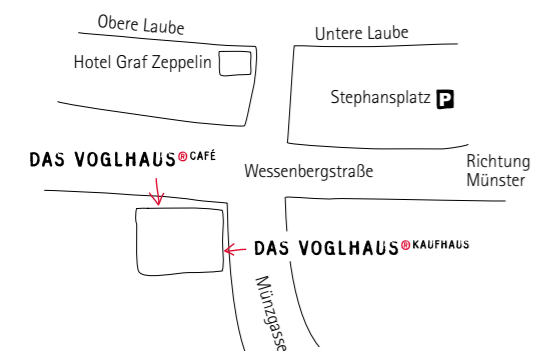 Obere Laube
Untere Laube
Hotel Graf Zeppelin
Stephansplatz P
DAS VOGLHAUS® CAFÉ
Wessenbergstraße
Richtung
Münster
DAS VOGLHAUS® KAUFHAUS
Münzgasse